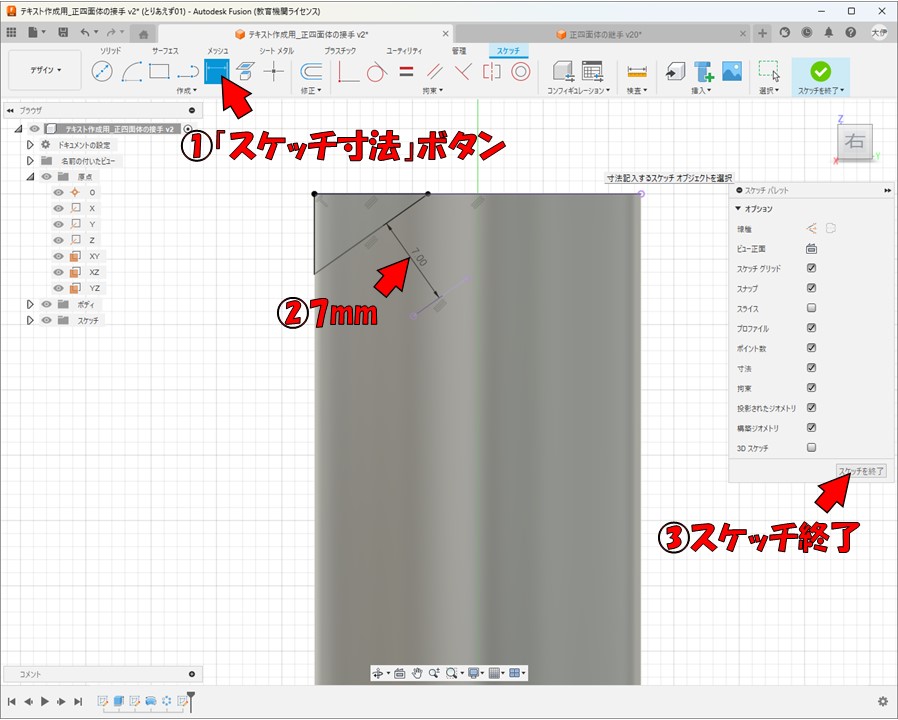 テキスト作成用_正四面体の接手 v2* (とりあえず01) - Autodesk Fusion (教育機関ライセンス)
テキスト作成用_正四面体の接手 v2*
正四面体の継手 v20*
大伊
ソリッド サーフェス メッシュ シート メタル プラスチック ユーティリティ 管理 スケッチ
デザイン
作成 修正 拘束 コンフィギュレーション 検査 挿入 選択 スケッチを終了
ブラウザ
テキスト作成用_正四面体の接手 v2
ドキュメントの設定
名前の付いたビュー
原点
O
X
Y
Z
XY
XZ
YZ
ボディ
スケッチ
①「スケッチ寸法」ボタン
Z
右
X
Y
寸法記入するスケッチ オブジェクトを選択
7.00
②7mm
スケッチ パレット
オプション
線種
ビュー正面
スケッチ グリッド
スナップ
スライス
プロファイル
ポイント数
寸法
拘束
投影されたジオメトリ
構築ジオメトリ
3D スケッチ
スケッチを終了
③スケッチ終了
コメント